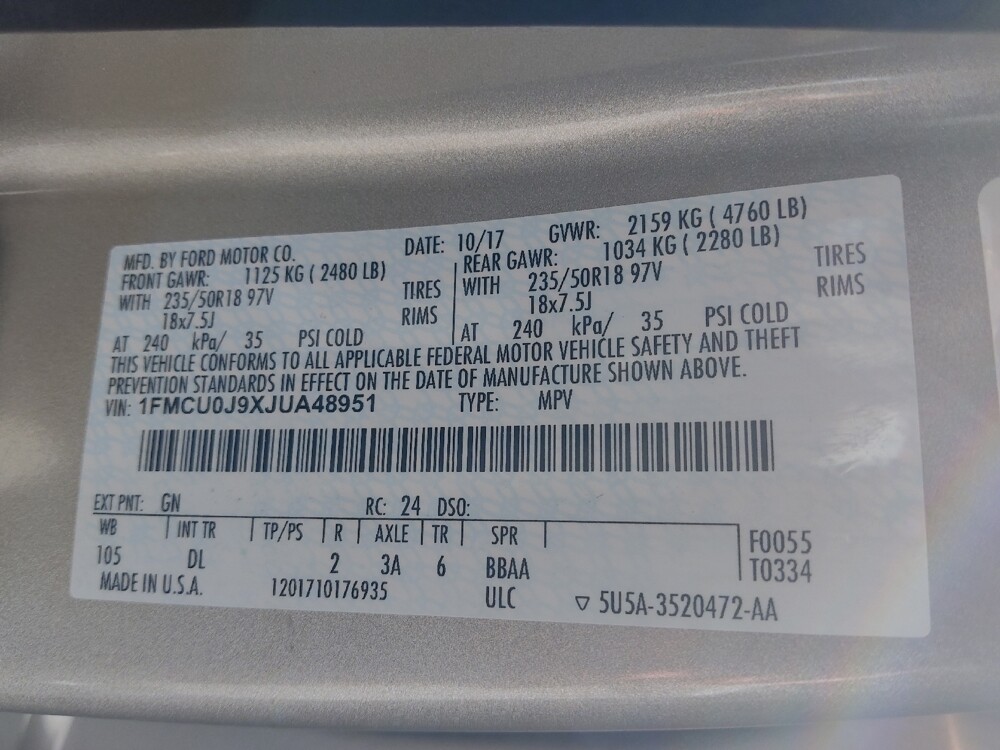 MFD. BY FORD MOTOR CO. DATE: 10/17 GVWR: 2159 KG ( 4760 LB)
FRONT GAWR: 1125 KG ( 2480 LB) REAR GAWR: 1034 KG ( 2280 LB)
WITH 235/50R18 97V TIRES WITH 235/50R18 97V TIRES
18x7.5J RIMS 18x7.5J RIMS
AT 240 kPa/ 35 PSI COLD AT 240 kPa/ 35 PSI COLD
THIS VEHICLE CONFORMS TO ALL APPLICABLE FEDERAL MOTOR VEHICLE SAFETY AND THEFT
PREVENTION STANDARDS IN EFFECT ON THE DATE OF MANUFACTURE SHOWN ABOVE.
VIN: 1FMCU0J9XJUA48951 TYPE: MPV
EXT PNT: GN RC: 24 DSO:
WB INT TR TP/PS R AXLE TR SPR F0055
105 DL 2 3A 6 BBAA T0334
MADE IN U.S.A. 1201710176935 ULC ▽ 5U5A-3520472-AA